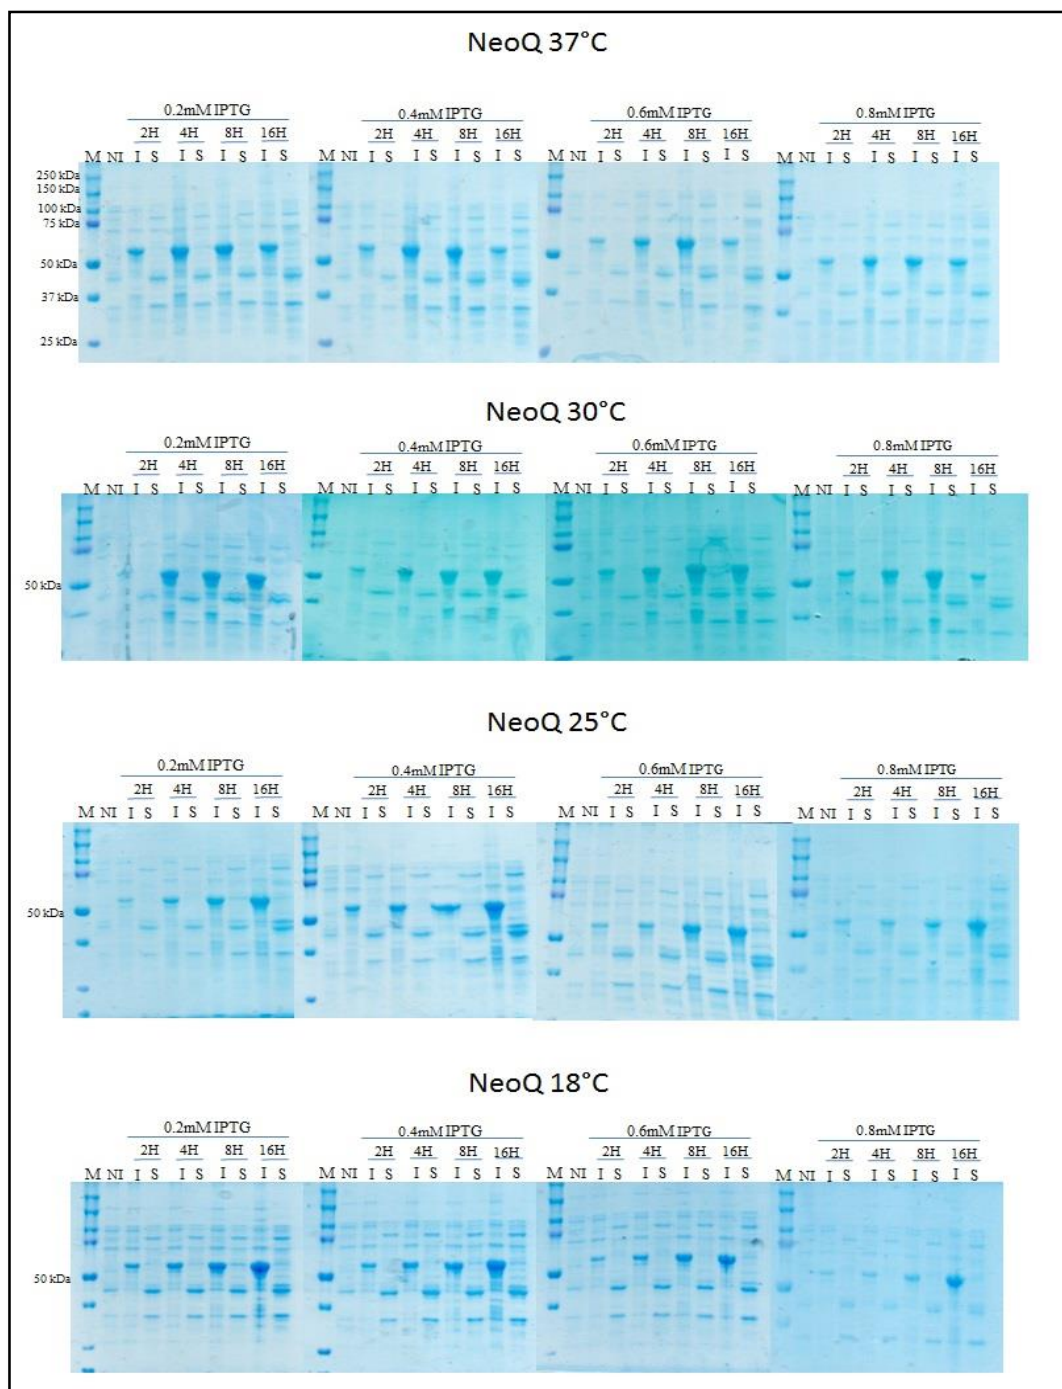 NeoQ 37°C
0.2mM IPTG 0.4mM IPTG 0.6mM IPTG 0.8mM IPTG
2H 4H 8H 16H 2H 4H 8H 16H 2H 4H 8H 16H 2H 4H 8H 16H
M NI I S I S I S I S M NI I S I S I S I S M NI I S I S I S I S M NI I S I S I S I S
250 kDa
150 kDa
100 kDa
75 kDa
50 kDa
37 kDa
25 kDa
NeoQ 30°C
0.2mM IPTG 0.4mM IPTG 0.6mM IPTG 0.8mM IPTG
2H 4H 8H 16H 2H 4H 8H 16H 2H 4H 8H 16H 2H 4H 8H 16H
M NI I S I S I S I S M NI I S I S I S I S M NI I S I S I S I S M NI I S I S I S I S
50 kDa
NeoQ 25°C
0.2mM IPTG 0.4mM IPTG 0.6mM IPTG 0.8mM IPTG
2H 4H 8H 16H 2H 4H 8H 16H 2H 4H 8H 16H 2H 4H 8H 16H
M NI I S I S I S I S M NI I S I S I S I S M NI I S I S I S I S M NI I S I S I S I S
50 kDa
NeoQ 18°C
0.2mM IPTG 0.4mM IPTG 0.6mM IPTG 0.8mM IPTG
2H 4H 8H 16H 2H 4H 8H 16H 2H 4H 8H 16H 2H 4H 8H 16H
M NI I S I S I S I S M NI I S I S I S I S M NI I S I S I S I S M NI I S I S I S I S
50 kDa